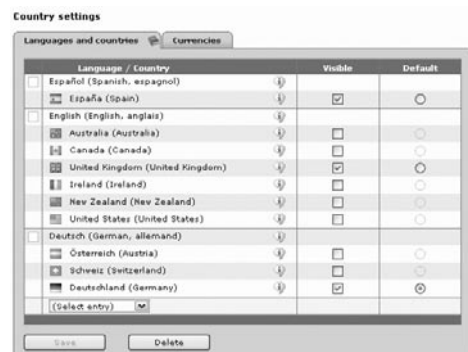 Country settings
Languages and countries Currencies
Language / Country Visible Default
Español (Spanish, espagnol)
España (Spain)
English (English, anglais)
Australia (Australia)
Canada (Canada)
United Kingdom (United Kingdom)
Ireland (Ireland)
New Zealand (New Zealand)
United States (United States)
Deutsch (German, allemand)
Österreich (Austria)
Schweiz (Switzerland)
Deutschland (Germany)
(Select entry)
Save Delete